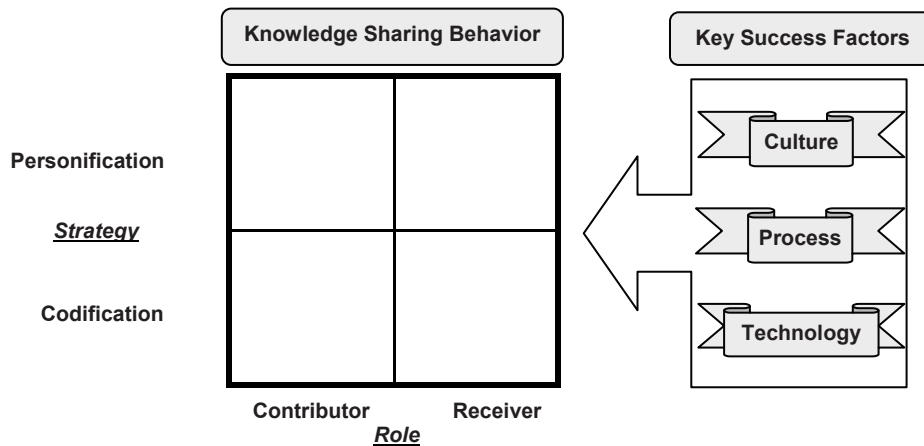 Knowledge Sharing Behavior
Key Success Factors
Personification
Strategy
Codification
Contributor
Receiver
Role
Culture
Process
Technology